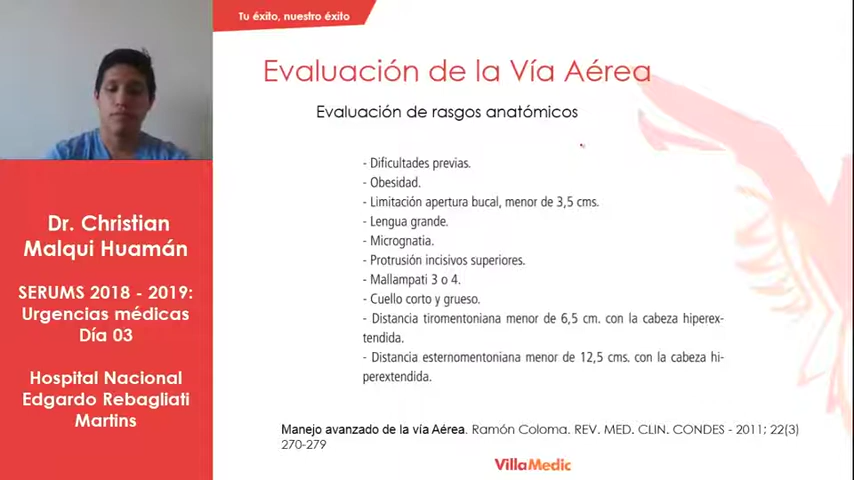 Tu éxito, nuestro éxito
Evaluación de la Vía Aérea
Evaluación de rasgos anatómicos
- Dificultades previas.
- Obesidad.
- Limitación apertura bucal, menor de 3,5 cms.
- Lengua grande.
- Micrognatia.
- Protrusión incisivos superiores.
- Mallampati 3 o 4.
- Cuello corto y grueso.
- Distancia tiromentoniana menor de 6,5 cm. con la cabeza hiperex-
tendida.
- Distancia esternomentoniana menor de 12,5 cms. con la cabeza hi-
perextendida.
Manejo avanzado de la vía Aérea. Ramón Coloma. REV. MED. CLIN. CONDES - 2011; 22(3)
270-279
VillaMedic
Dr. Christian
Malqui Huamán
SERUMS 2018 - 2019:
Urgencias médicas
Día 03
Hospital Nacional
Edgardo Rebagliati
Martins